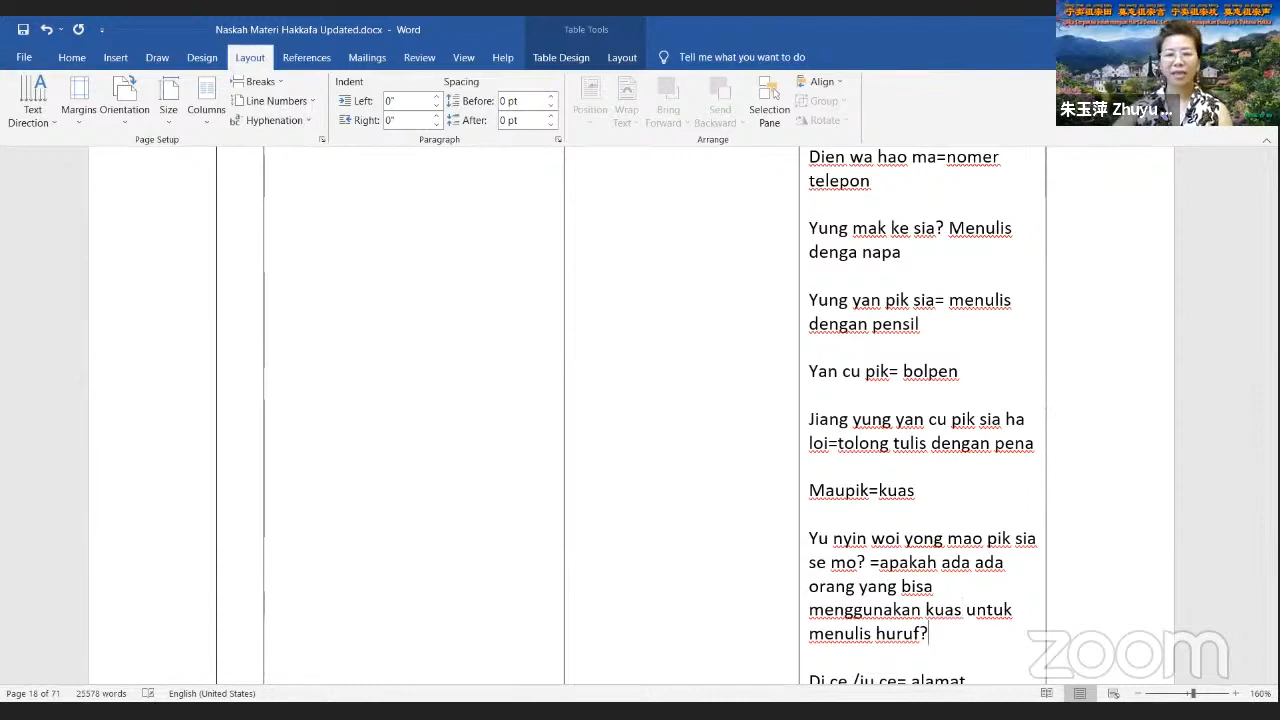 Naskah Materi Hakkafa Updated.docx - Word
Table Tools
File Home Insert Draw Design Layout References Mailings Review View Help Table Design Layout Tell me what you want to do
Text Direction
Margins
Orientation
Size
Columns
Breaks
Line Numbers
Hyphenation
Page Setup
Indent
Left: 0"
Right: 0"
Spacing
Before: 0 pt
After: 0 pt
Paragraph
Position
Wrap Text
Bring Forward
Send Backward
Selection Pane
Align
Group
Rotate
Arrange
朱玉萍 Zhuyu ...
Dien wa hao ma=nomer
telepon
Yung mak ke sia? Menulis
denga napa
Yung yan pik sia= menulis
dengan pensil
Yan cu pik= bolpen
Jiang yung yan cu pik sia ha
loi=tolong tulis dengan pena
Maupik=kuas
Yu nyin woi yong mao pik sia
se mo? =apakah ada ada
orang yang bisa
menggunakan kuas untuk
menulis huruf?
Di ce /ju ce= alamat
zoom
Page 18 of 71 25578 words English (United States) 160%